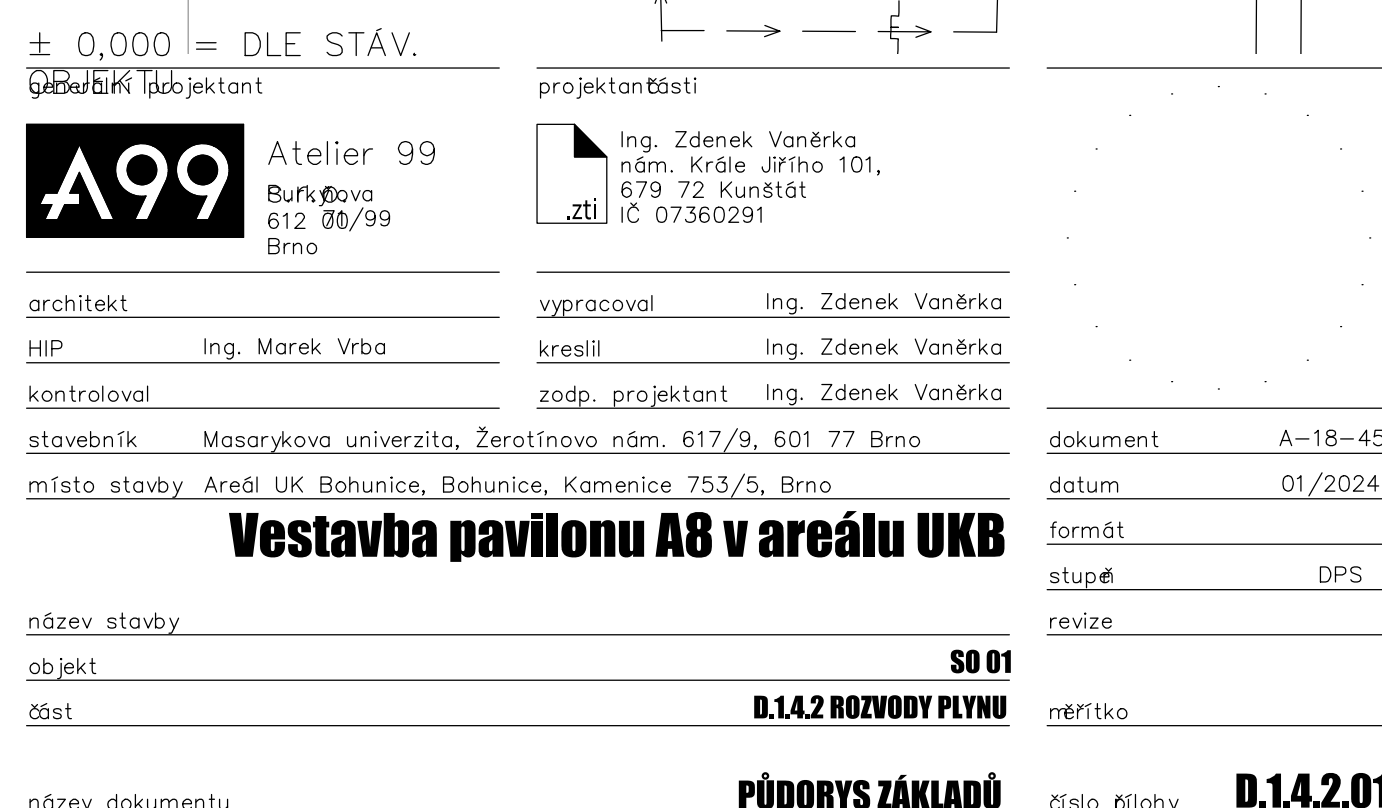 ± 0,000 = DLE STÁV.
OBJEKTU
generální projektant
projektant části
A99
Atelier 99
612 00
71/99
Brno
.zti
Ing. Zdenek Vaněrka
nám. Krále Jiřího 101,
679 72 Kunštát
IČ 07360291
architekt
HIP Ing. Marek Vrba
kontroloval
vypracoval Ing. Zdenek Vaněrka
kreslil Ing. Zdenek Vaněrka
zodp. projektant Ing. Zdenek Vaněrka
stavebník Masarykova univerzita, Žerotínovo nám. 617/9, 601 77 Brno
místo stavby Areál UK Bohunice, Bohunice, Kamenice 753/5, Brno
Vestavba pavilonu A8 v areálu UKB
název stavby
objekt SO 01
část D.1.4.2 ROZVODY PLYNU
název dokumentu PŮDORYS ZÁKLADŮ
dokument A-18-45
datum 01/2024
formát
stupeň DPS
revize
měřítko
číslo přílohy D.1.4.2.01